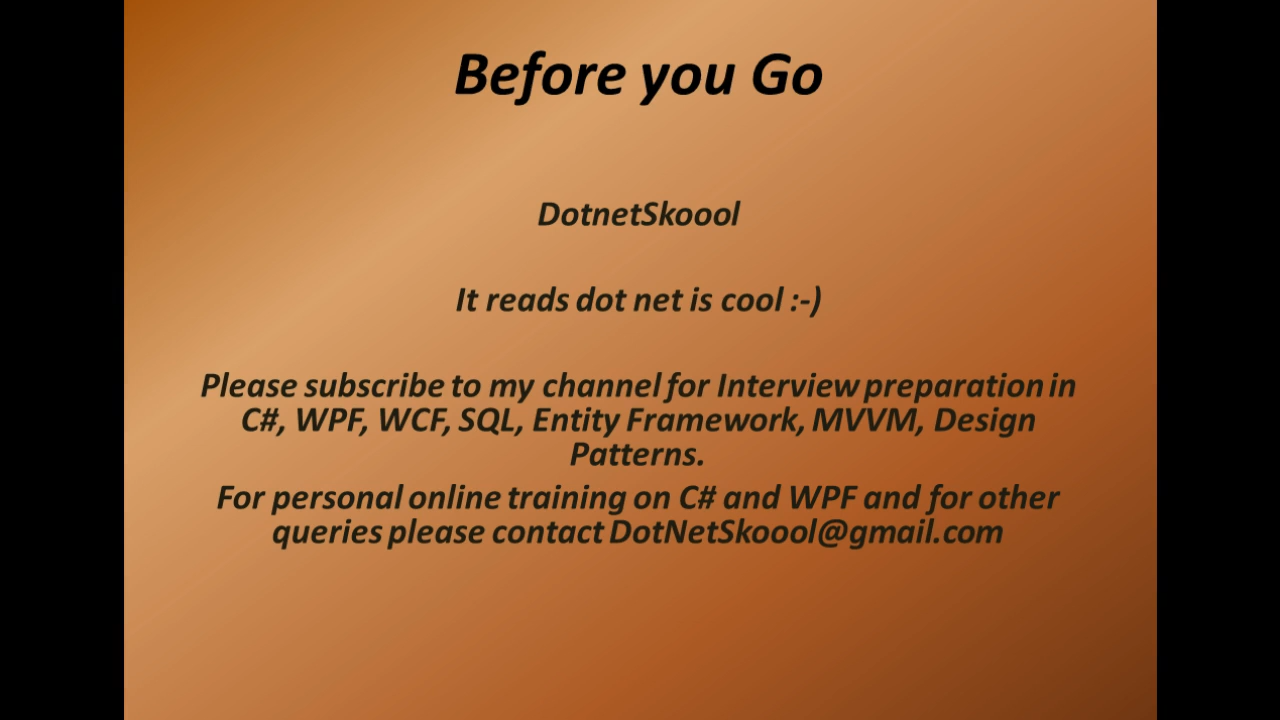 Before you Go
DotnetSkoool
It reads dot net is cool :-)
Please subscribe to my channel for Interview preparation in
C#, WPF, WCF, SQL, Entity Framework, MVVM, Design
Patterns.
For personal online training on C# and WPF and for other
queries please contact DotNetSkoool@gmail.com